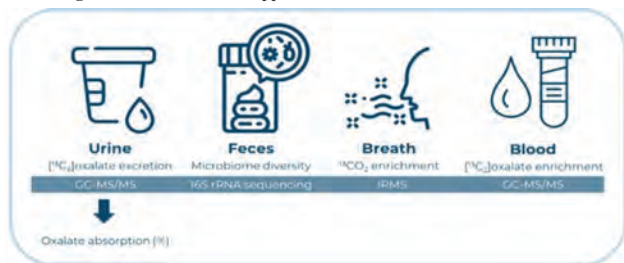 Urine
[¹³C₂]oxalate excretion
GC-MS/MS
Oxalate absorption (%)
Feces
Microbiome diversity
16S rRNA sequencing
Breath
¹³CO₂ enrichment
IRMS
Blood
[¹³C₂]oxalate enrichment
GC-MS/MS